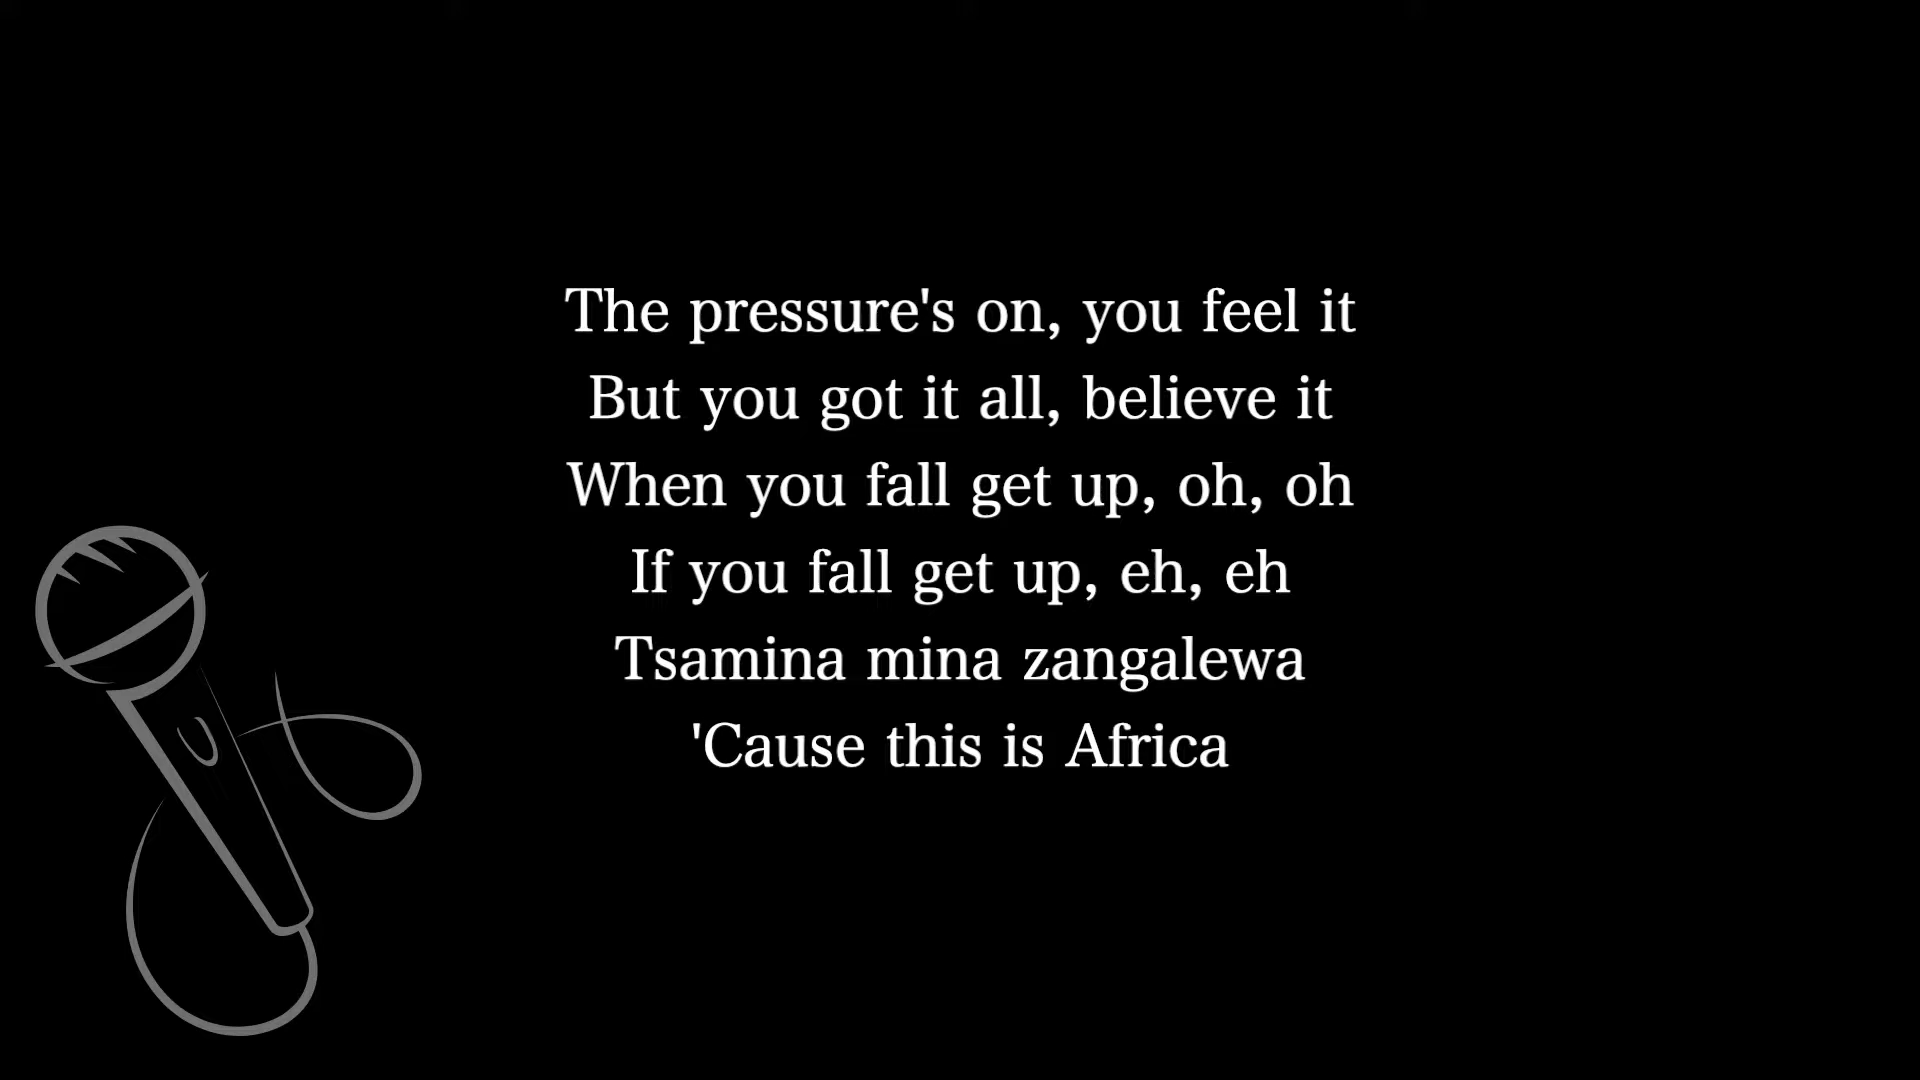 The pressure's on, you feel it
But you got it all, believe it
When you fall get up, oh, oh
If you fall get up, eh, eh
Tsamina mina zangalewa
'Cause this is Africa